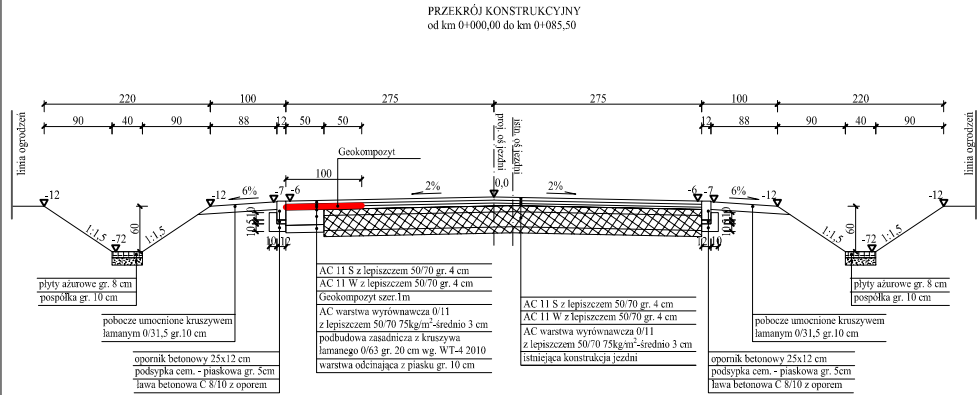 PRZEKRÓJ KONSTRUKCYJNY
od km 0+000,00 do km 0+085,50
220 100 275 275 100 220
90 40 90 88 12 50 50 12 88 90 40 90
linia ogrodzeń
proj. oś jezdni
istn. oś jezdni
linia ogrodzeń
Geokompozyt
100
0,0
-12 -12 6% -7 -6 2% 2% -6 -7 6% -12 -12
1:1,5 -72 1:1,5 60
60 1:1,5 -72 1:1,5
10 12
12 10
płyty ażurowe gr. 8 cm
pospółka gr. 10 cm
pobocze umocnione kruszywem
łamanym 0/31,5 gr.10 cm
opornik betonowy 25x12 cm
podsypka cem. - piaskowa gr. 5cm
ława betonowa C 8/10 z oporem
AC 11 S z lepiszczem 50/70 gr. 4 cm
AC 11 W z lepiszczem 50/70 gr. 4 cm
Geokompozyt szer.1m
AC warstwa wyrównawcza 0/11
z lepiszczem 50/70 75kg/m²-średnio 3 cm
podbudowa zasadnicza z kruszywa
łamanego 0/63 gr. 20 cm wg. WT-4 2010
warstwa odcinająca z piasku gr. 10 cm
AC 11 S z lepiszczem 50/70 gr. 4 cm
AC 11 W z lepiszczem 50/70 gr. 4 cm
AC warstwa wyrównawcza 0/11
z lepiszczem 50/70 75kg/m²-średnio 3 cm
istniejąca konstrukcja jezdni
płyty ażurowe gr. 8 cm
pospółka gr. 10 cm
pobocze umocnione kruszywem
łamanym 0/31,5 gr.10 cm
opornik betonowy 25x12 cm
podsypka cem. - piaskowa gr. 5cm
ława betonowa C 8/10 z oporem